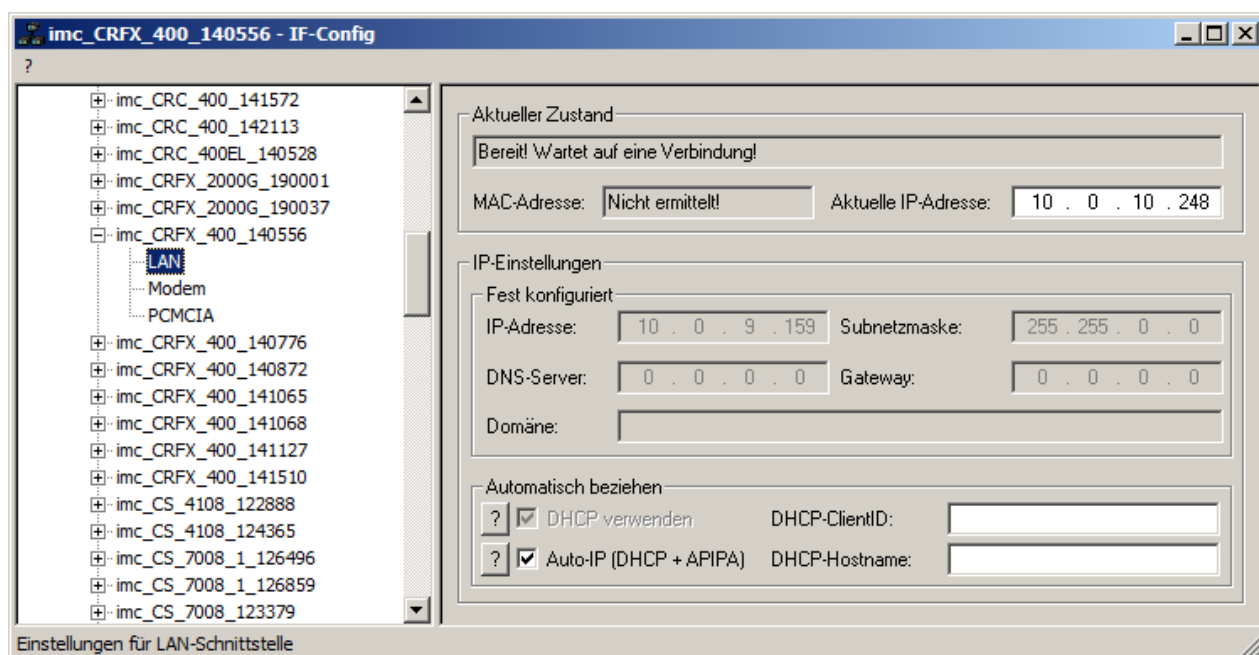 imc_CRFX_400_140556 - IF-Config
?
imc_CRC_400_141572
imc_CRC_400_142113
imc_CRC_400EL_140528
imc_CRFX_2000G_190001
imc_CRFX_2000G_190037
imc_CRFX_400_140556
LAN
Modem
PCMCIA
imc_CRFX_400_140776
imc_CRFX_400_140872
imc_CRFX_400_141065
imc_CRFX_400_141068
imc_CRFX_400_141127
imc_CRFX_400_141510
imc_CS_4108_122888
imc_CS_4108_124365
imc_CS_7008_1_126496
imc_CS_7008_1_126859
imc_CS_7008_123379
Aktueller Zustand
Bereit! Wartet auf eine Verbindung!
MAC-Adresse: Nicht ermittelt! Aktuelle IP-Adresse: 10 . 0 . 10 . 248
IP-Einstellungen
Fest konfiguriert
IP-Adresse: 10 . 0 . 9 . 159 Subnetzmaske: 255 . 255 . 0 . 0
DNS-Server: 0 . 0 . 0 . 0 Gateway: 0 . 0 . 0 . 0
Domäne:
Automatisch beziehen
? DHCP verwenden DHCP-ClientID:
? Auto-IP (DHCP + APIPA) DHCP-Hostname:
Einstellungen für LAN-Schnittstelle